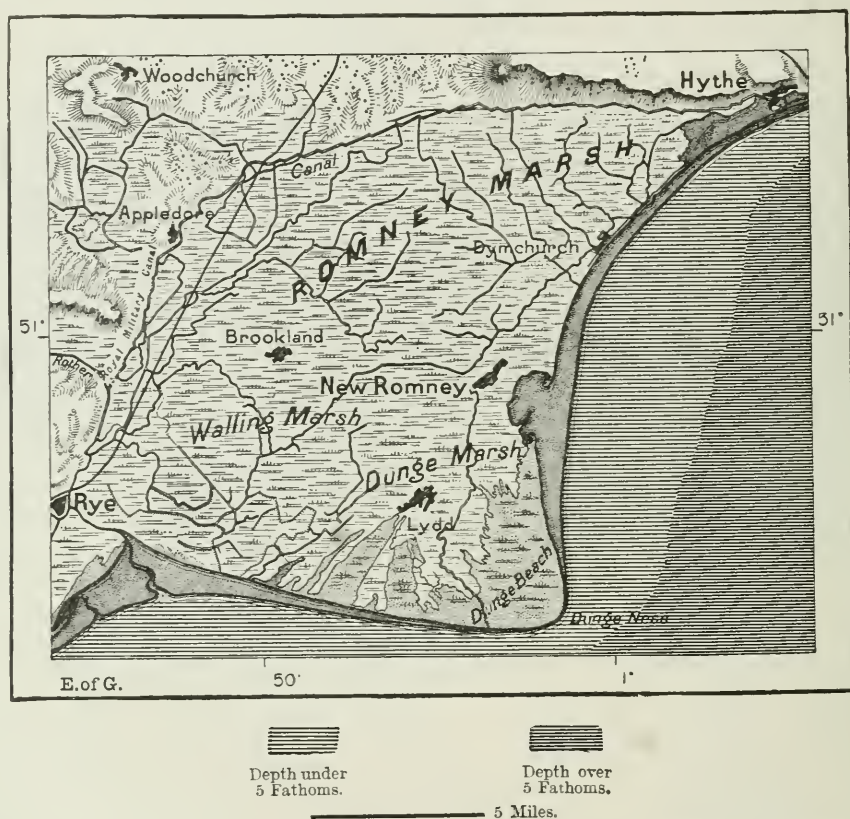 Woodchurch
Hythe
Canal
ROMNEY MARSH
Appledore
Royal Military Canal
Dymchurch
51°
31°
Brookland
Rother
New Romney
Walling Marsh
Dunge Marsh
Rye
Lydd
Dunge Beach
Dunge Ness
E. of G.
50'
1°
Depth under
5 Fathoms.
Depth over
5 Fathoms.
5 Miles.